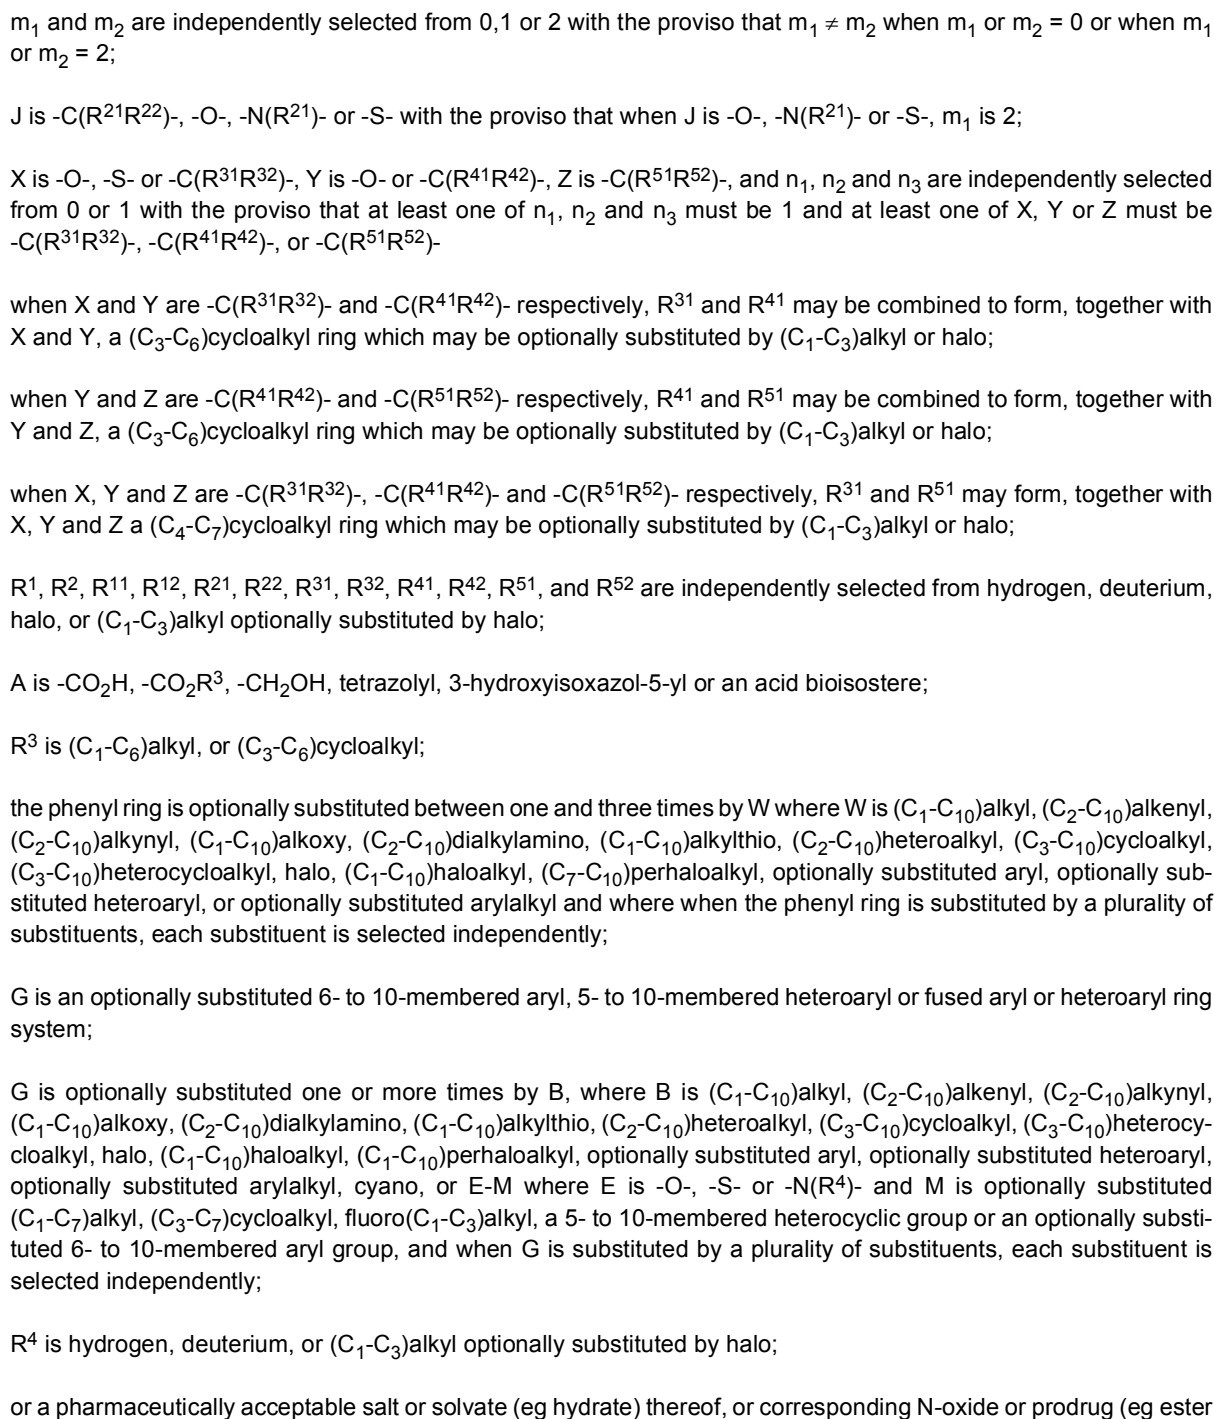 m₁ and m₂ are independently selected from 0,1 or 2 with the proviso that m₁ ≠ m₂ when m₁ or m₂ = 0 or when m₁
or m₂ = 2;
J is -C(R²¹R²²)-, -O-, -N(R²¹)- or -S- with the proviso that when J is -O-, -N(R²¹)- or -S-, m₁ is 2;
X is -O-, -S- or -C(R³¹R³²)-, Y is -O- or -C(R⁴¹R⁴²)-, Z is -C(R⁵¹R⁵²)-, and n₁, n₂ and n₃ are independently selected
from 0 or 1 with the proviso that at least one of n₁, n₂ and n₃ must be 1 and at least one of X, Y or Z must be
-C(R³¹R³²)-, -C(R⁴¹R⁴²)-, or -C(R⁵¹R⁵²)-
when X and Y are -C(R³¹R³²)- and -C(R⁴¹R⁴²)- respectively, R³¹ and R⁴¹ may be combined to form, together with
X and Y, a (C₃-C₆)cycloalkyl ring which may be optionally substituted by (C₁-C₃)alkyl or halo;
when Y and Z are -C(R⁴¹R⁴²)- and -C(R⁵¹R⁵²)- respectively, R⁴¹ and R⁵¹ may be combined to form, together with
Y and Z, a (C₃-C₆)cycloalkyl ring which may be optionally substituted by (C₁-C₃)alkyl or halo;
when X, Y and Z are -C(R³¹R³²)-, -C(R⁴¹R⁴²)- and -C(R⁵¹R⁵²)- respectively, R³¹ and R⁵¹ may form, together with
X, Y and Z a (C₄-C₇)cycloalkyl ring which may be optionally substituted by (C₁-C₃)alkyl or halo;
R¹, R², R¹¹, R¹², R²¹, R²², R³¹, R³², R⁴¹, R⁴², R⁵¹, and R⁵² are independently selected from hydrogen, deuterium,
halo, or (C₁-C₃)alkyl optionally substituted by halo;
A is -CO₂H, -CO₂R³, -CH₂OH, tetrazolyl, 3-hydroxyisoxazol-5-yl or an acid bioisostere;
R³ is (C₁-C₆)alkyl, or (C₃-C₆)cycloalkyl;
the phenyl ring is optionally substituted between one and three times by W where W is (C₁-C₁₀)alkyl, (C₂-C₁₀)alkenyl,
(C₂-C₁₀)alkynyl, (C₁-C₁₀)alkoxy, (C₂-C₁₀)dialkylamino, (C₁-C₁₀)alkylthio, (C₂-C₁₀)heteroalkyl, (C₃-C₁₀)cycloalkyl,
(C₃-C₁₀)heterocycloalkyl, halo, (C₁-C₁₀)haloalkyl, (C₇-C₁₀)perhaloalkyl, optionally substituted aryl, optionally sub-
stituted heteroaryl, or optionally substituted arylalkyl and where when the phenyl ring is substituted by a plurality of
substituents, each substituent is selected independently;
G is an optionally substituted 6- to 10-membered aryl, 5- to 10-membered heteroaryl or fused aryl or heteroaryl ring
system;
G is optionally substituted one or more times by B, where B is (C₁-C₁₀)alkyl, (C₂-C₁₀)alkenyl, (C₂-C₁₀)alkynyl,
(C₁-C₁₀)alkoxy, (C₂-C₁₀)dialkylamino, (C₁-C₁₀)alkylthio, (C₂-C₁₀)heteroalkyl, (C₃-C₁₀)cycloalkyl, (C₃-C₁₀)heterocy-
cloalkyl, halo, (C₁-C₁₀)haloalkyl, (C₁-C₁₀)perhaloalkyl, optionally substituted aryl, optionally substituted heteroaryl,
optionally substituted arylalkyl, cyano, or E-M where E is -O-, -S- or -N(R⁴)- and M is optionally substituted
(C₁-C₇)alkyl, (C₃-C₇)cycloalkyl, fluoro(C₁-C₃)alkyl, a 5- to 10-membered heterocyclic group or an optionally substi-
tuted 6- to 10-membered aryl group, and when G is substituted by a plurality of substituents, each substituent is
selected independently;
R⁴ is hydrogen, deuterium, or (C₁-C₃)alkyl optionally substituted by halo;
or a pharmaceutically acceptable salt or solvate (eg hydrate) thereof, or corresponding N-oxide or prodrug (eg ester